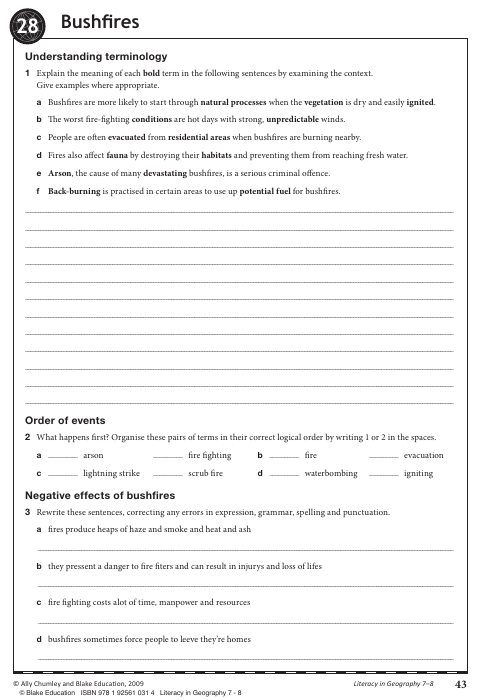 28 Bushfires
Understanding terminology
1 Explain the meaning of each bold term in the following sentences by examining the context.
Give examples where appropriate.
a Bushfires are more likely to start through natural processes when the vegetation is dry and easily ignited.
b The worst fire-fighting conditions are hot days with strong, unpredictable winds.
c People are often evacuated from residential areas when bushfires are burning nearby.
d Fires also affect fauna by destroying their habitats and preventing them from reaching fresh water.
e Arson, the cause of many devastating bushfires, is a serious criminal offence.
f Back-burning is practised in certain areas to use up potential fuel for bushfires.
Order of events
2 What happens first? Organise these pairs of terms in their correct logical order by writing 1 or 2 in the spaces.
a ______ arson ______ fire fighting b ______ fire ______ evacuation
c ______ lightning strike ______ scrub fire d ______ waterbombing ______ igniting
Negative effects of bushfires
3 Rewrite these sentences, correcting any errors in expression, grammar, spelling and punctuation.
a fires produce heaps of haze and smoke and heat and ash
b they pressent a danger to fire fiters and can result in injurys and loss of lifes
c fire fighting costs alot of time, manpower and resources
d bushfires sometimes force people to leeve they're homes
© Ally Chumley and Blake Education, 2009 Literacy in Geography 7–8 43
© Blake Education ISBN 978 1 92561 031 4 Literacy in Geography 7 - 8